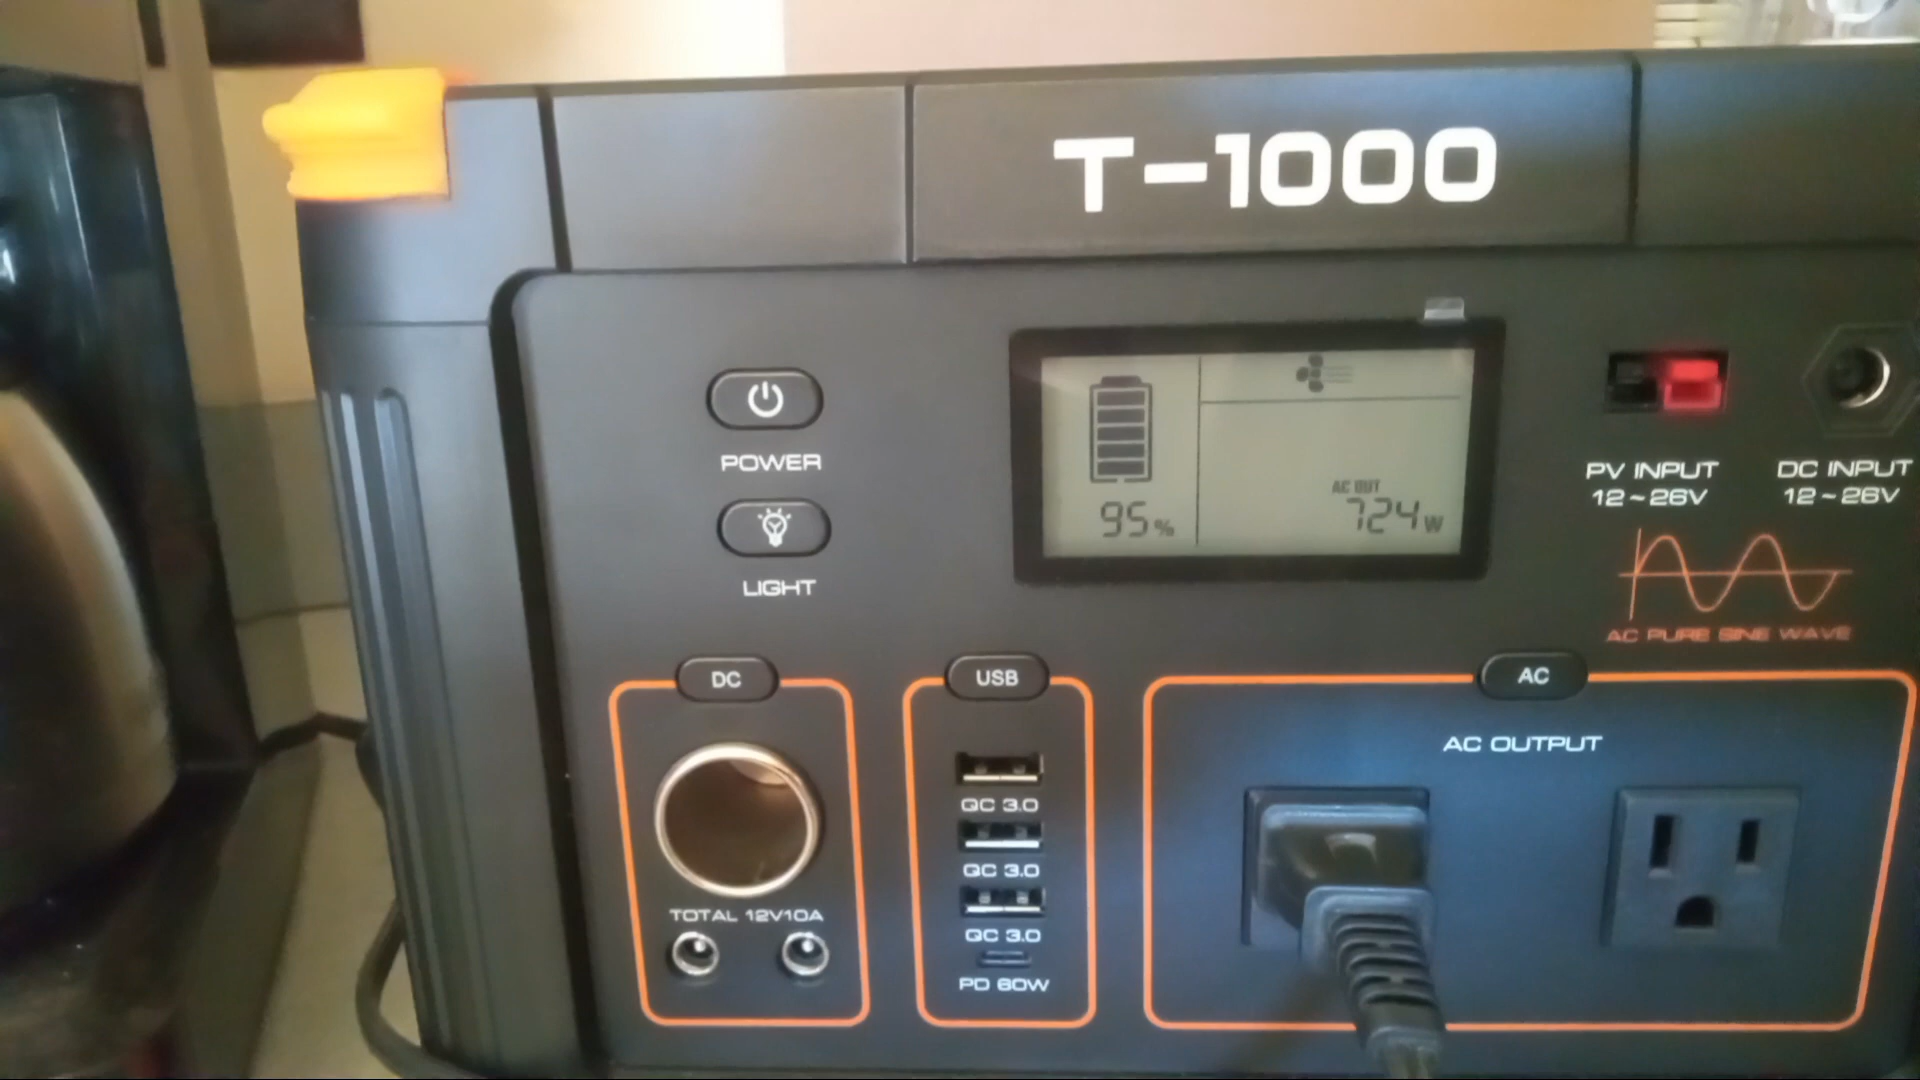 T-1000
POWER
LIGHT
95%
AC OUT
724W
PV INPUT
12~26V
DC INPUT
12~26V
AC PURE SINE WAVE
DC
USB
AC
AC OUTPUT
QC 3.0
QC 3.0
QC 3.0
PD 60W
TOTAL 12V10A